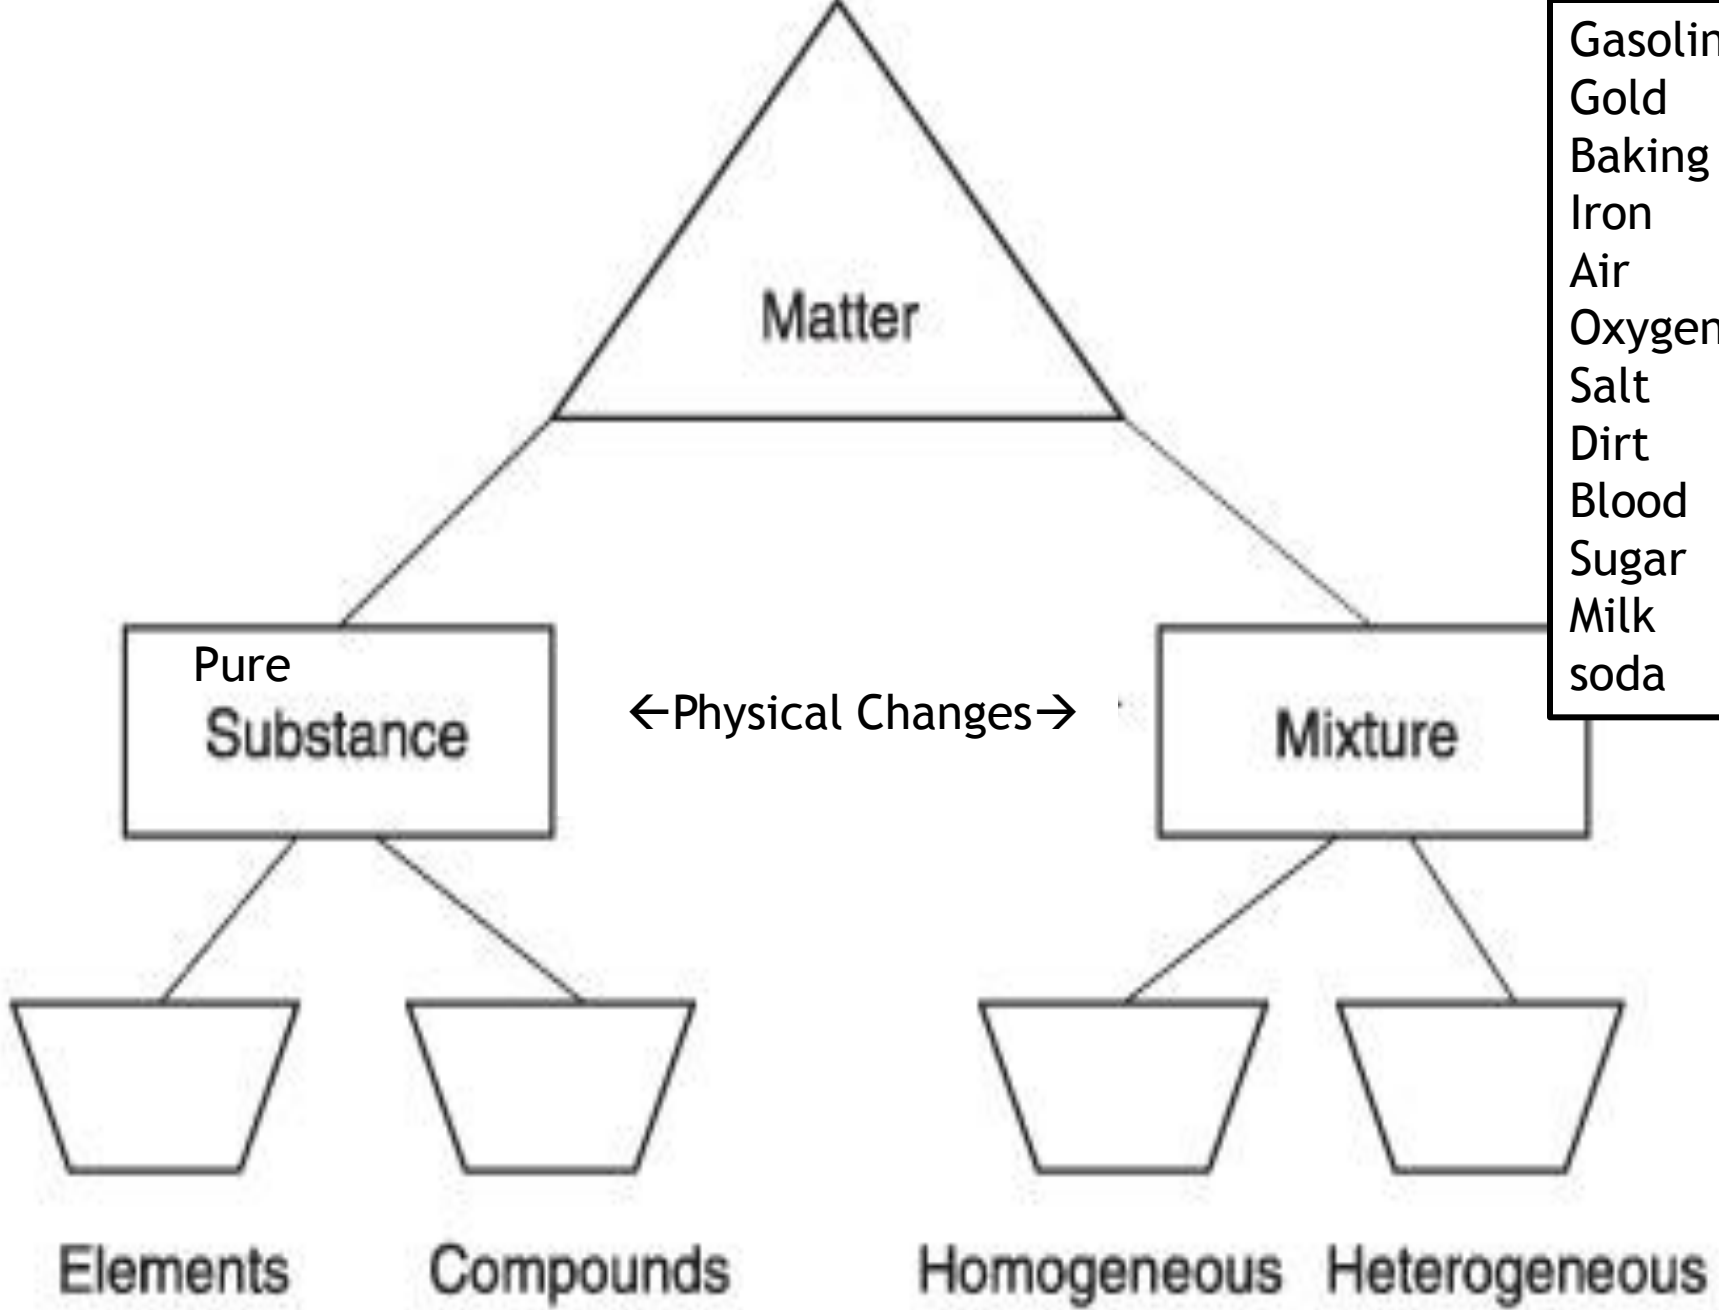 Gasolin
Gold
Baking
Iron
Air
Oxygen
Salt
Dirt
Blood
Sugar
Milk
soda
Matter
Pure
Substance
←Physical Changes→
Mixture
Elements
Compounds
Homogeneous
Heterogeneous